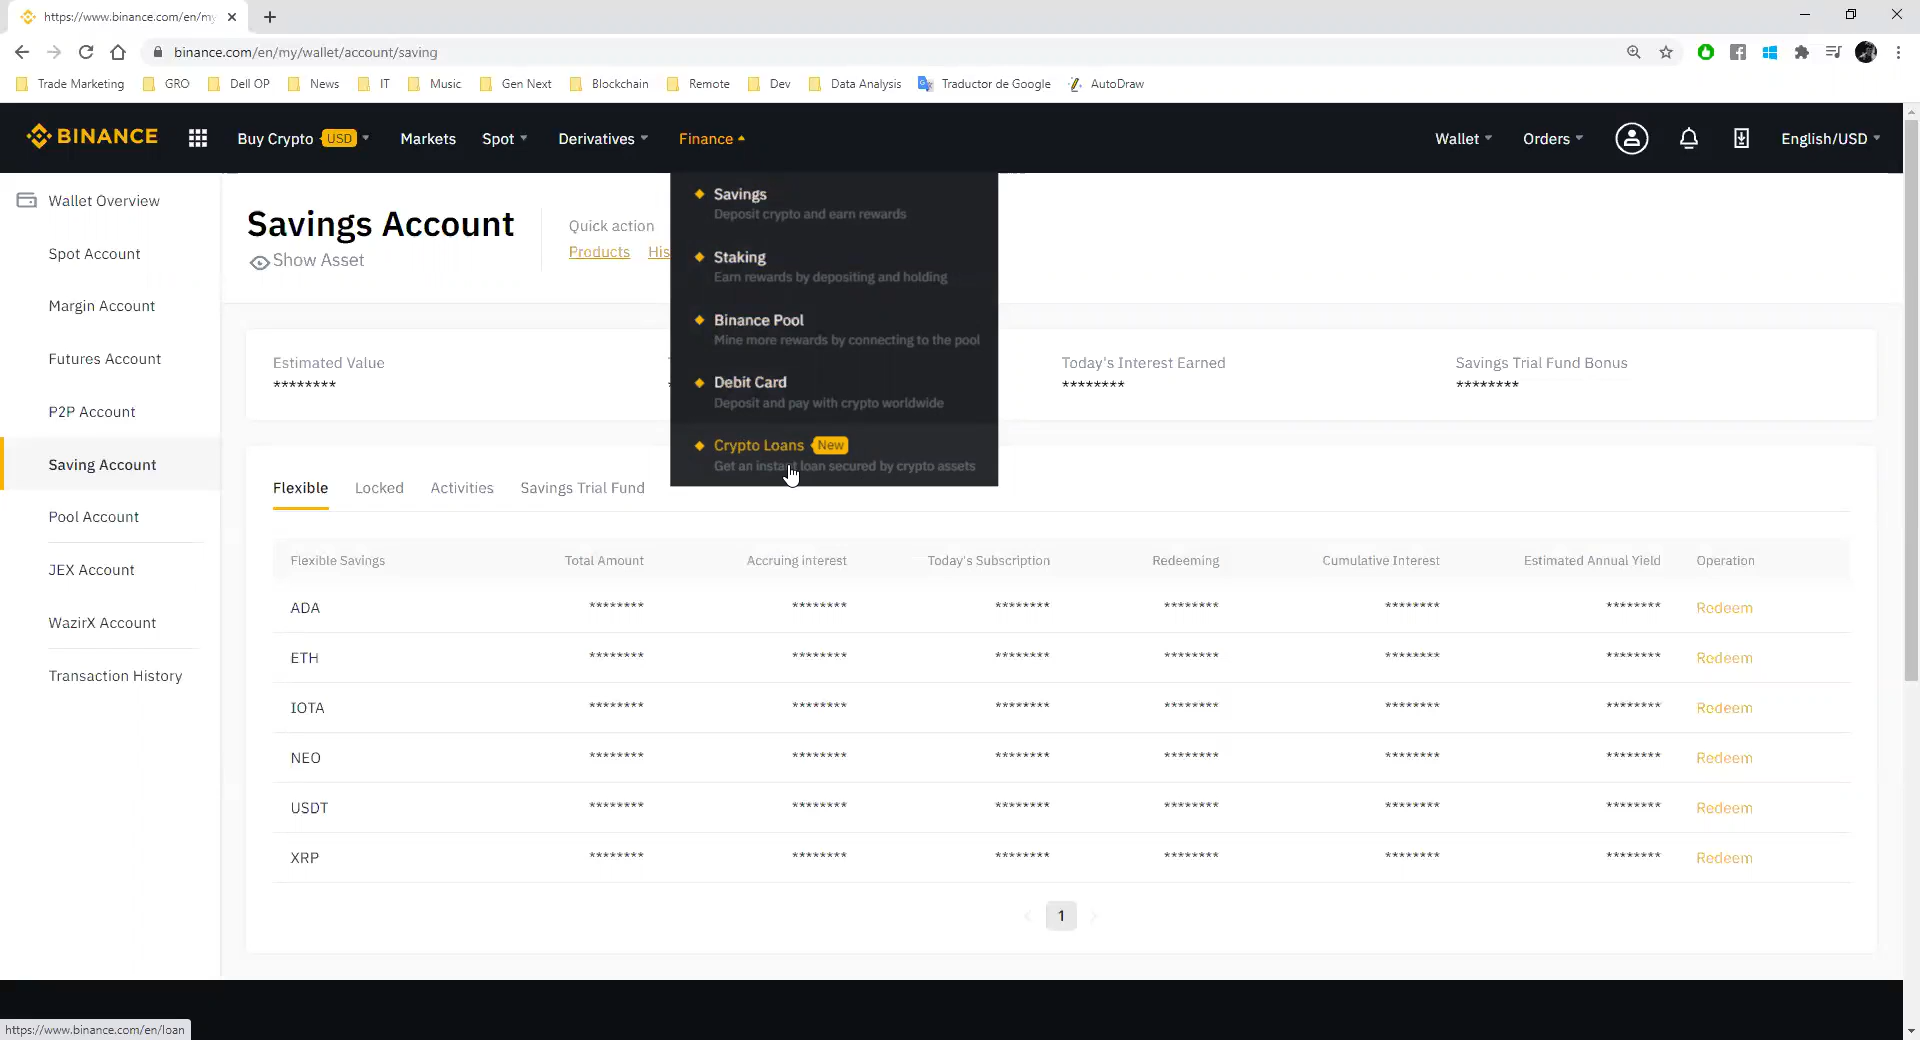 https://www.binance.com/en/my
binance.com/en/my/wallet/account/saving
Trade Marketing GRO Dell OP News IT Music Gen Next Blockchain Remote Dev Data Analysis Traductor de Google AutoDraw
BINANCE Buy Crypto USD Markets Spot Derivatives Finance Wallet Orders English/USD
Wallet Overview
Spot Account
Margin Account
Futures Account
P2P Account
Saving Account
Pool Account
JEX Account
WazirX Account
Transaction History
Savings Account
Show Asset
Quick action
Products His
Savings
Deposit crypto and earn rewards
Staking
Earn rewards by depositing and holding
Binance Pool
Mine more rewards by connecting to the pool
Debit Card
Deposit and pay with crypto worldwide
Crypto Loans New
Get an instant loan secured by crypto assets
Estimated Value Today's Interest Earned Savings Trial Fund Bonus
******** ******** ********
Flexible Locked Activities Savings Trial Fund
Flexible Savings Total Amount Accruing interest Today's Subscription Redeeming Cumulative Interest Estimated Annual Yield Operation
ADA ******** ******** ******** ******** ******** ******** Redeem
ETH ******** ******** ******** ******** ******** ******** Redeem
IOTA ******** ******** ******** ******** ******** ******** Redeem
NEO ******** ******** ******** ******** ******** ******** Redeem
USDT ******** ******** ******** ******** ******** ******** Redeem
XRP ******** ******** ******** ******** ******** ******** Redeem
1
https://www.binance.com/en/loan